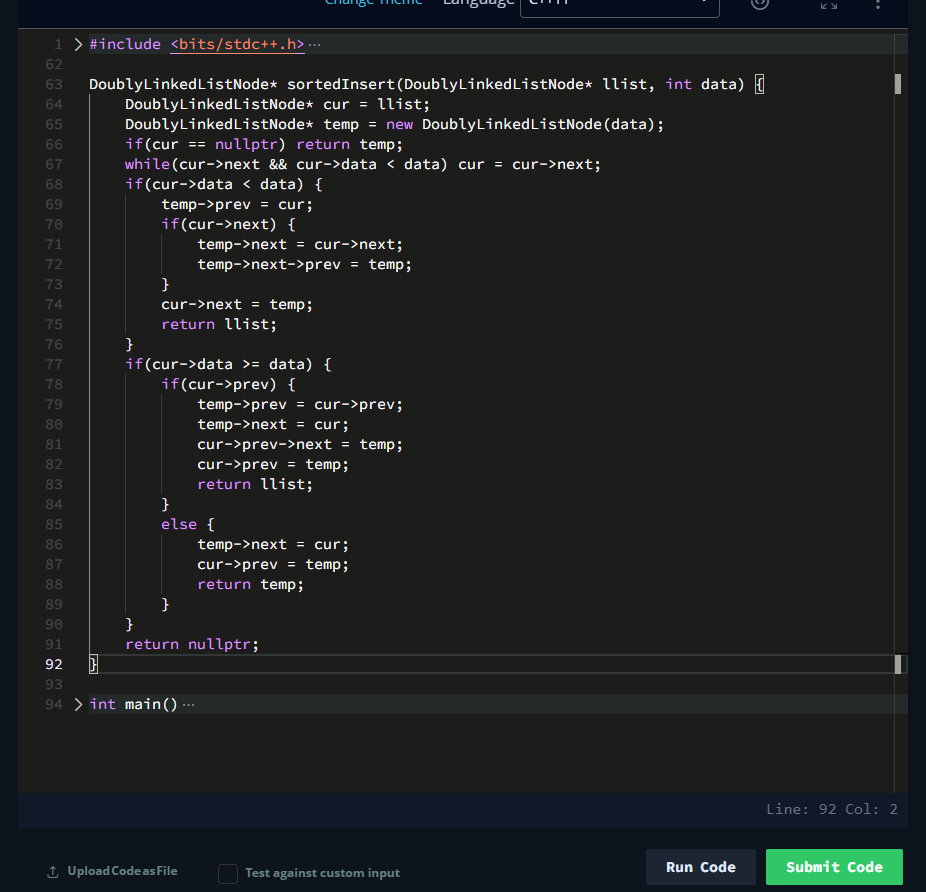 Change Theme Language
1 #include <bits/stdc++.h> ···
62
63 DoublyLinkedListNode* sortedInsert(DoublyLinkedListNode* llist, int data) {
64     DoublyLinkedListNode* cur = llist;
65     DoublyLinkedListNode* temp = new DoublyLinkedListNode(data);
66     if(cur == nullptr) return temp;
67     while(cur->next && cur->data < data) cur = cur->next;
68     if(cur->data < data) {
69         temp->prev = cur;
70         if(cur->next) {
71             temp->next = cur->next;
72             temp->next->prev = temp;
73         }
74         cur->next = temp;
75         return llist;
76     }
77     if(cur->data >= data) {
78         if(cur->prev) {
79             temp->prev = cur->prev;
80             temp->next = cur;
81             cur->prev->next = temp;
82             cur->prev = temp;
83             return llist;
84         }
85         else {
86             temp->next = cur;
87             cur->prev = temp;
88             return temp;
89         }
90     }
91     return nullptr;
92 }
93
94 int main() ···
Line: 92 Col: 2
Upload Code as File
Test against custom input
Run Code
Submit Code